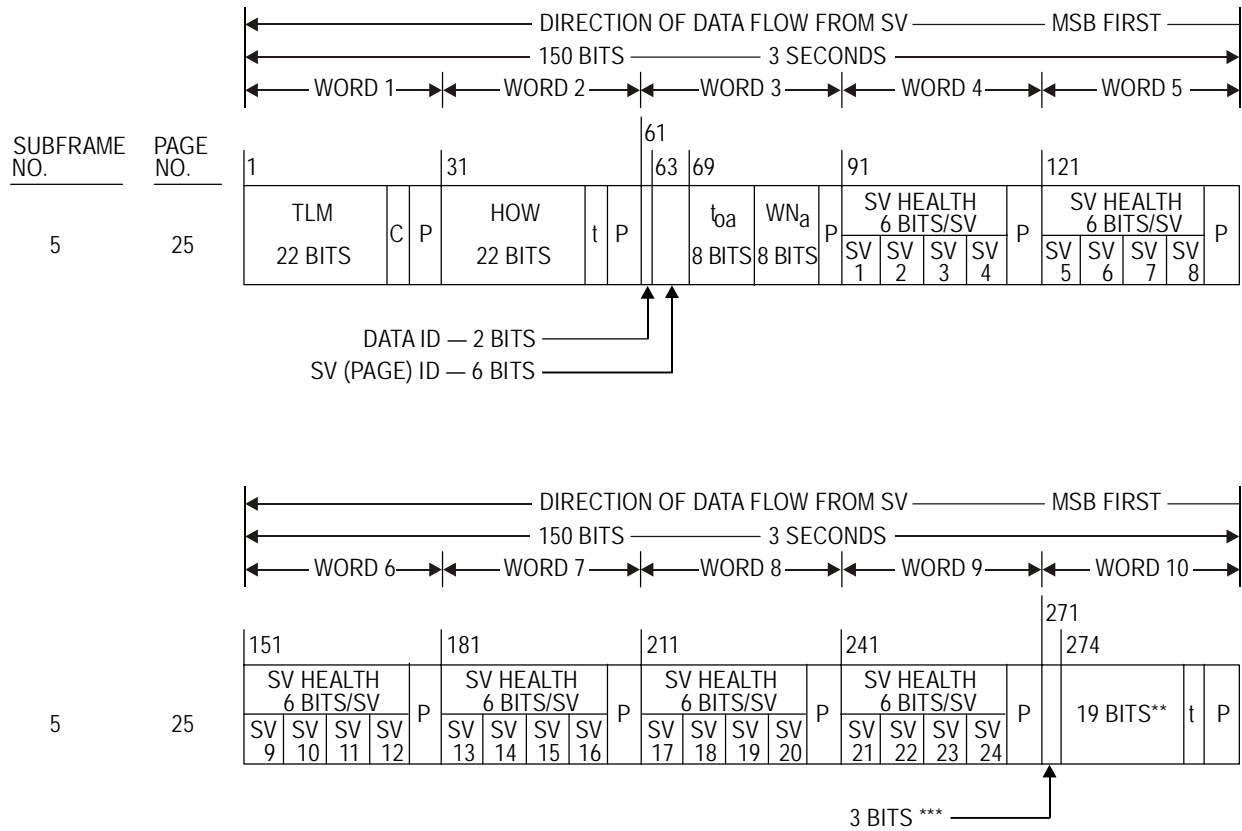 DIRECTION OF DATA FLOW FROM SV MSB FIRST
150 BITS 3 SECONDS
WORD 1 WORD 2 WORD 3 WORD 4 WORD 5
SUBFRAME NO. PAGE NO.
1 31 61 63 69 91 121
5 25
TLM 22 BITS C P
HOW 22 BITS t P
toa 8 BITS WNa 8 BITS P
SV HEALTH 6 BITS/SV P
SV 1 SV 2 SV 3 SV 4
SV HEALTH 6 BITS/SV P
SV 5 SV 6 SV 7 SV 8
DATA ID — 2 BITS
SV (PAGE) ID — 6 BITS
DIRECTION OF DATA FLOW FROM SV MSB FIRST
150 BITS 3 SECONDS
WORD 6 WORD 7 WORD 8 WORD 9 WORD 10
151 181 211 241 271 274
5 25
SV HEALTH 6 BITS/SV P
SV 9 SV 10 SV 11 SV 12
SV HEALTH 6 BITS/SV P
SV 13 SV 14 SV 15 SV 16
SV HEALTH 6 BITS/SV P
SV 17 SV 18 SV 19 SV 20
SV HEALTH 6 BITS/SV P
SV 21 SV 22 SV 23 SV 24
19 BITS** t P
3 BITS ***